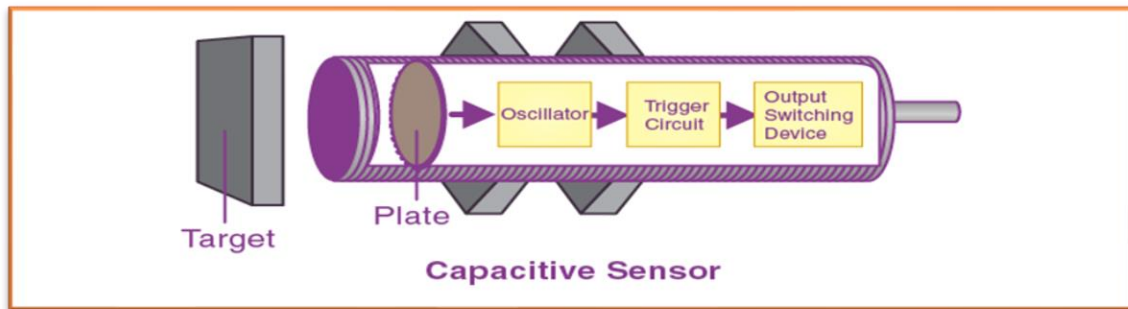 Oscillator
Trigger
Circuit
Output
Switching
Device
Plate
Target
Capacitive Sensor